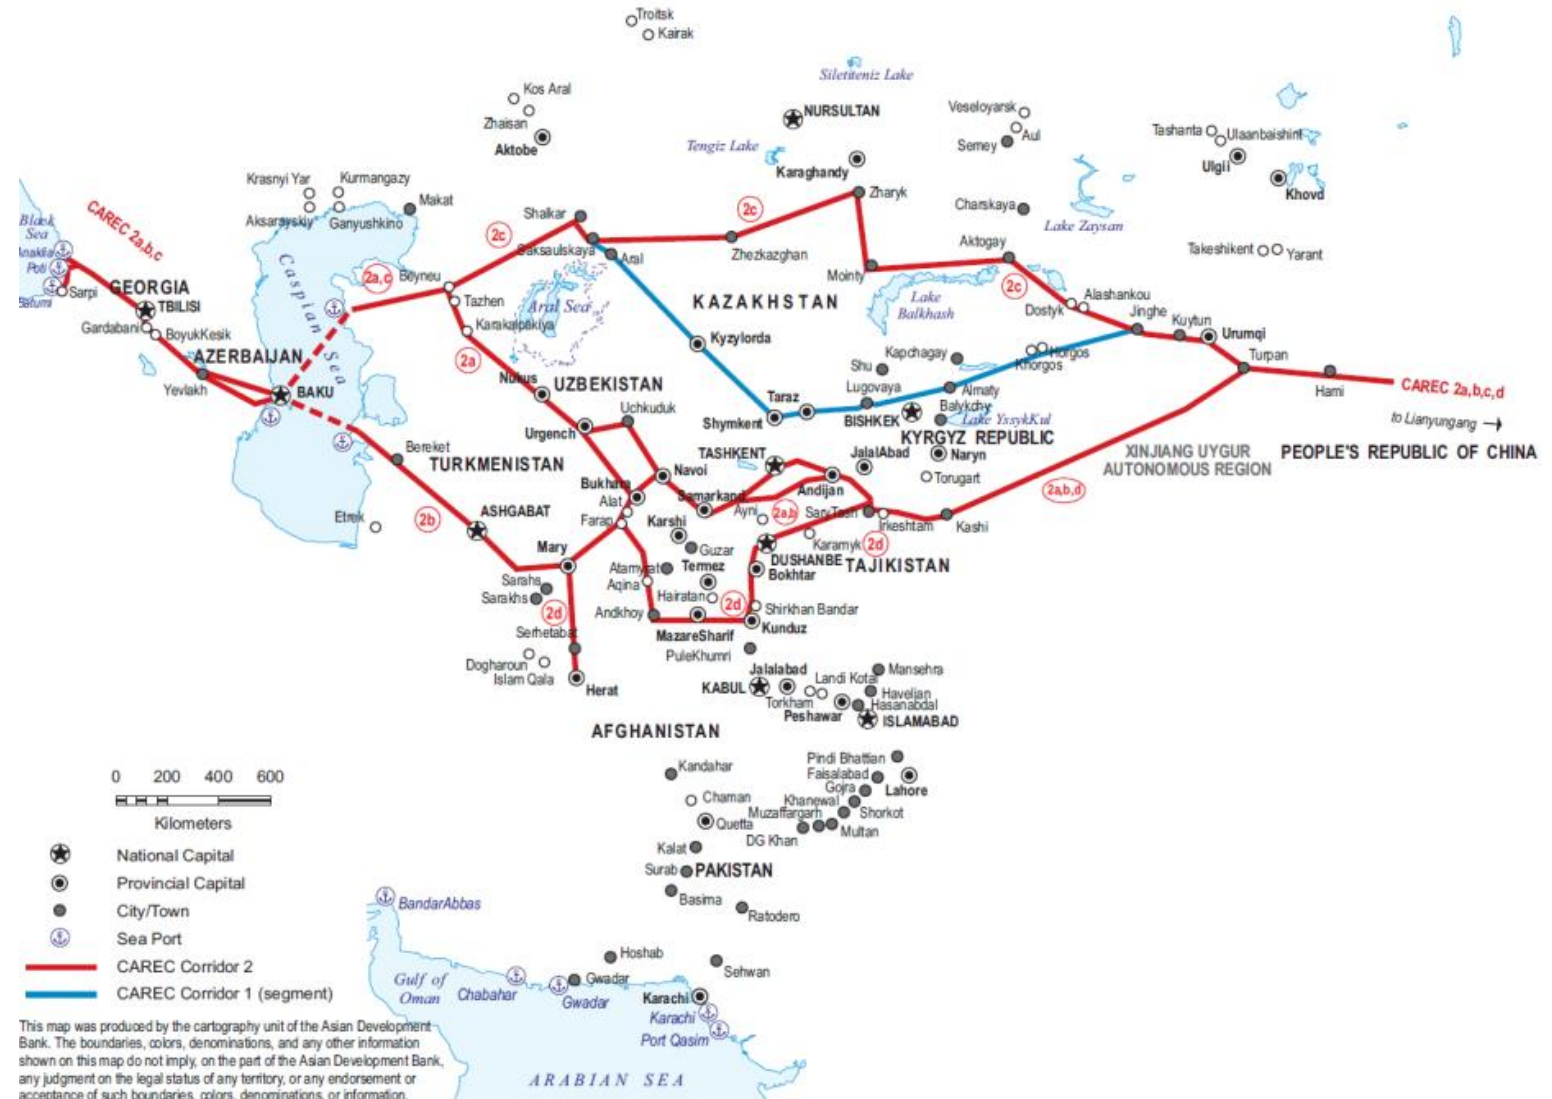 Troitsk
Kairak
Siletiteniz Lake
Kos Aral
Zhaisan
Aktobe
NURSULTAN
Veseloyarsk
Aul
Semey
Tashanta
Ulaanbaishint
Ulgii
Khovd
Tengiz Lake
Karaghandy
Zharyk
Krasnyi Yar
Kurmangazy
Makat
Aksarayskiy
Ganyushkino
Charskaya
Lake Zaysan
Takeshikent
Yarant
Black
Sea
CAREC 2a,b,c
Shalkar
2c
2c
Saksaulskaya
Aral
Zhezkazghan
Mointy
Aktogay
Anaklia
Poti
Batumi
Sarpi
GEORGIA
TBILISI
Gardabani
BoyukKesik
Caspian Sea
2a,c
Beyneu
Tazhen
Karakalpakiya
Aral Sea
KAZAKHSTAN
Lake
Balkhash
2c
Dostyk
Alashankou
Jinghe
Kuytun
Urumqi
Turpan
Hami
CAREC 2a,b,c,d
to Lianyungang
AZERBAIJAN
Yevlakh
BAKU
2a
Kyzylorda
Kapchagay
Khorgos
Horgos
Shu
Lugovaya
Almaty
Nukus
UZBEKISTAN
Taraz
Shymkent
BISHKEK
Balykchy
Lake YssykKul
Uchkuduk
Urgench
KYRGYZ REPUBLIC
XINJIANG UYGUR
AUTONOMOUS REGION
PEOPLE'S REPUBLIC OF CHINA
Bereket
TURKMENISTAN
TASHKENT
JalalAbad
Naryn
Torugart
Navoi
Bukhara
Andijan
2a,b,d
Alat
Samarkand
Farap
Ayni
2a,b
SaryTash
Irkeshtam
Kashi
Etrek
2b
ASHGABAT
Karshi
Guzar
Karamyk
2d
Mary
DUSHANBE
TAJIKISTAN
Bokhtar
Atamyrat
Termez
Aqina
Sarahs
Sarakhs
Hairatan
2d
Shirkhan Bandar
2d
Andkhoy
MazareSharif
Kunduz
Serhetabat
PuleKhumri
Dogharoun
Islam Qala
Herat
Jalalabad
KABUL
Torkham
Landi Kotal
Mansehra
Havelian
Hasanabdal
Peshawar
ISLAMABAD
AFGHANISTAN
Kandahar
Pindi Bhattian
Faisalabad
Lahore
Gojra
Chaman
Khanewal
Shorkot
Muzaffargarh
Quetta
Multan
DG Khan
Kalat
Surab
PAKISTAN
Basima
Ratodero
BandarAbbas
Hoshab
Sehwan
Gwadar
Gulf of
Oman
Chabahar
Gwadar
Karachi
Karachi
Port Qasim
ARABIAN SEA
0 200 400 600
Kilometers
National Capital
Provincial Capital
City/Town
Sea Port
CAREC Corridor 2
CAREC Corridor 1 (segment)
This map was produced by the cartography unit of the Asian Development
Bank. The boundaries, colors, denominations, and any other information
shown on this map do not imply, on the part of the Asian Development Bank,
any judgment on the legal status of any territory, or any endorsement or
acceptance of such boundaries, colors, denominations, or information.